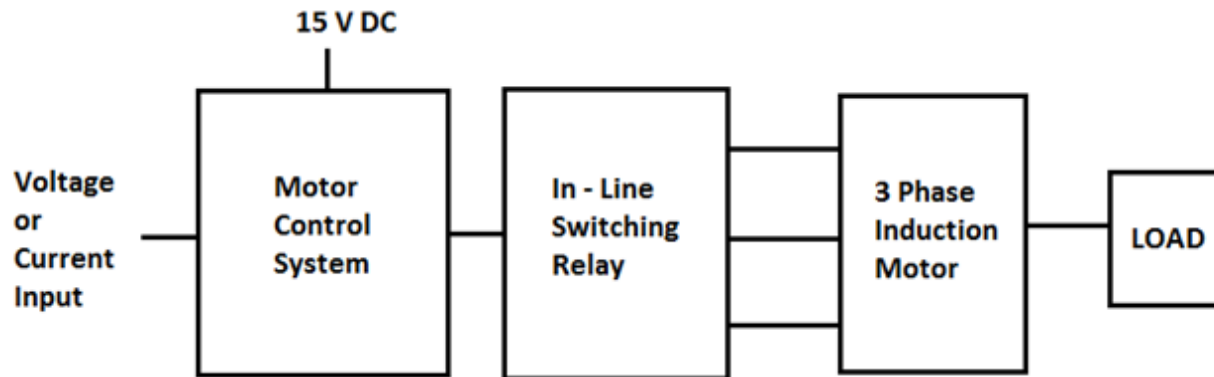 15 V DC
Voltage
or
Current
Input
Motor
Control
System
In - Line
Switching
Relay
3 Phase
Induction
Motor
LOAD